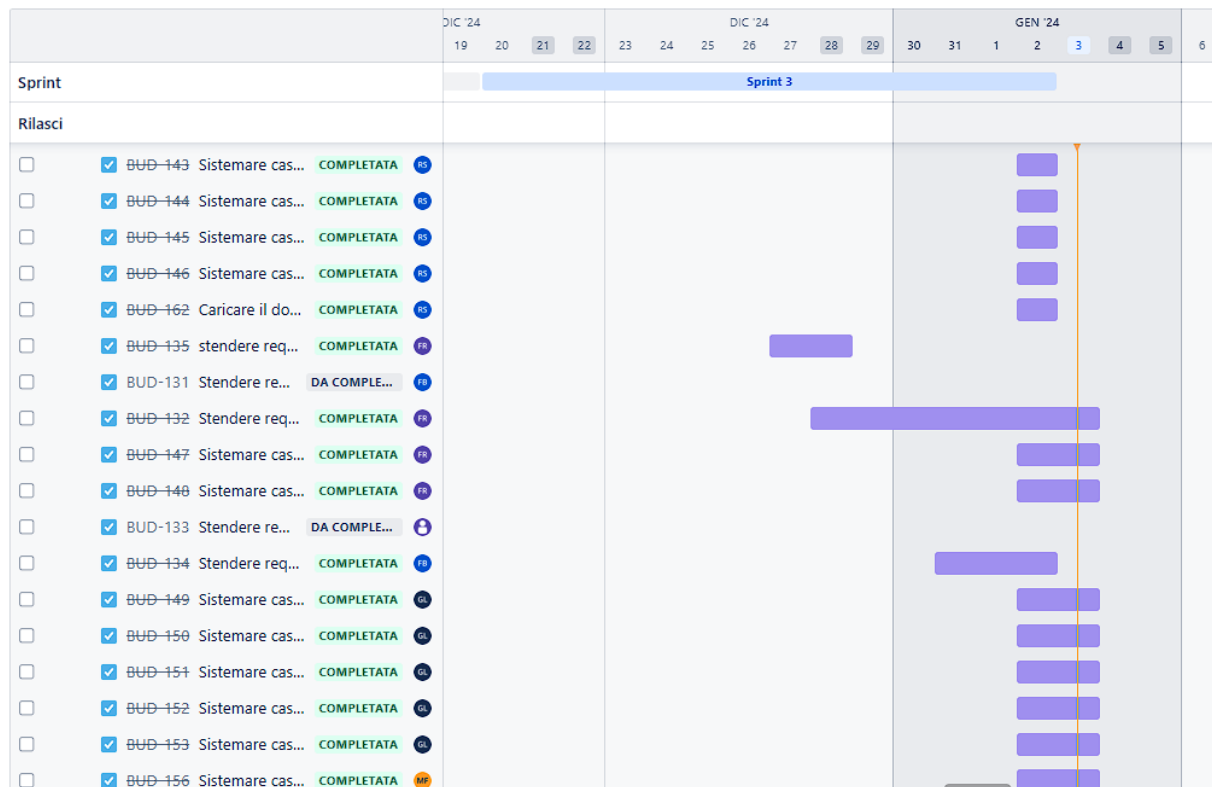 DIC '24 DIC '24 GEN '24
19 20 21 22 23 24 25 26 27 28 29 30 31 1 2 3 4 5 6
Sprint Sprint 3
Rilasci
BUD-143 Sistemare cas... COMPLETATA RS
BUD-144 Sistemare cas... COMPLETATA RS
BUD-145 Sistemare cas... COMPLETATA RS
BUD-146 Sistemare cas... COMPLETATA RS
BUD-162 Caricare il do... COMPLETATA RS
BUD-135 stendere req... COMPLETATA FR
BUD-131 Stendere re... DA COMPLE... FB
BUD-132 Stendere req... COMPLETATA FR
BUD-147 Sistemare cas... COMPLETATA FR
BUD-148 Sistemare cas... COMPLETATA FR
BUD-133 Stendere re... DA COMPLE...
BUD-134 Stendere req... COMPLETATA FB
BUD-149 Sistemare cas... COMPLETATA GL
BUD-150 Sistemare cas... COMPLETATA GL
BUD-151 Sistemare cas... COMPLETATA GL
BUD-152 Sistemare cas... COMPLETATA GL
BUD-153 Sistemare cas... COMPLETATA GL
BUD-156 Sistemare cas... COMPLETATA MF